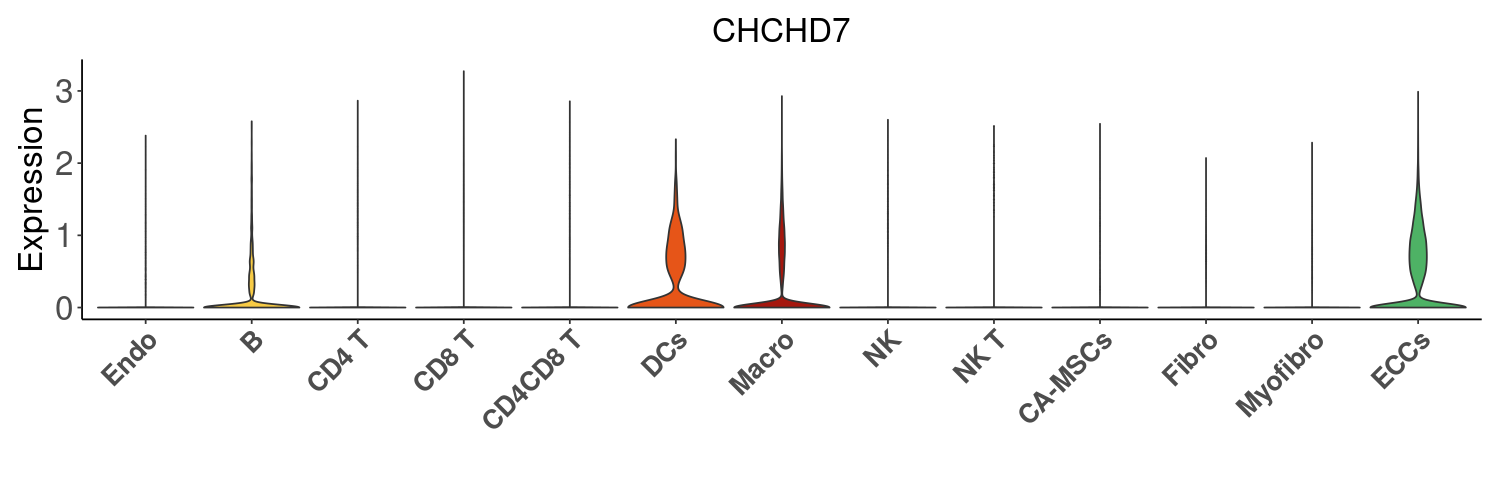 CHCHD7
Expression
3
2
1
0
Endo
B
CD4 T
CD8 T
CD4CD8 T
DCs
Macro
NK
NK T
CA-MSCs
Fibro
Myofibro
ECCs